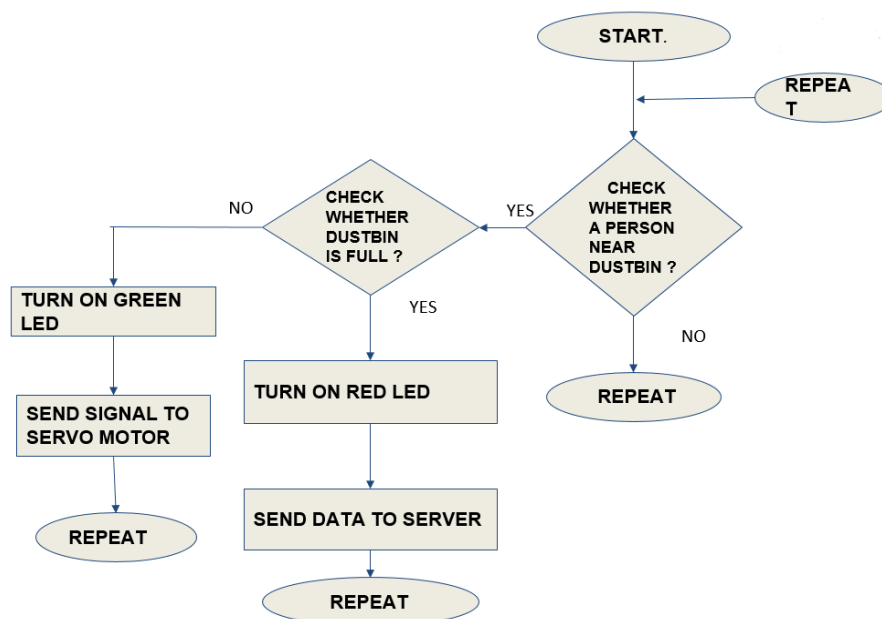 START.
REPEA
T
CHECK
WHETHER
A PERSON
NEAR
DUSTBIN ?
YES
NO
REPEAT
CHECK
WHETHER
DUSTBIN
IS FULL ?
NO
YES
TURN ON GREEN
LED
SEND SIGNAL TO
SERVO MOTOR
REPEAT
TURN ON RED LED
SEND DATA TO SERVER
REPEAT